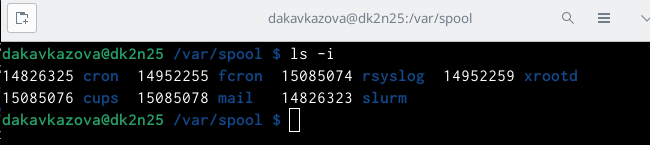 dakavkazova@dk2n25:/var/spool
dakavkazova@dk2n25 /var/spool $ ls -i
14826325 cron  14952255 fcron  15085074 rsyslog  14952259 xrootd
15085076 cups  15085078 mail   14826323 slurm
dakavkazova@dk2n25 /var/spool $